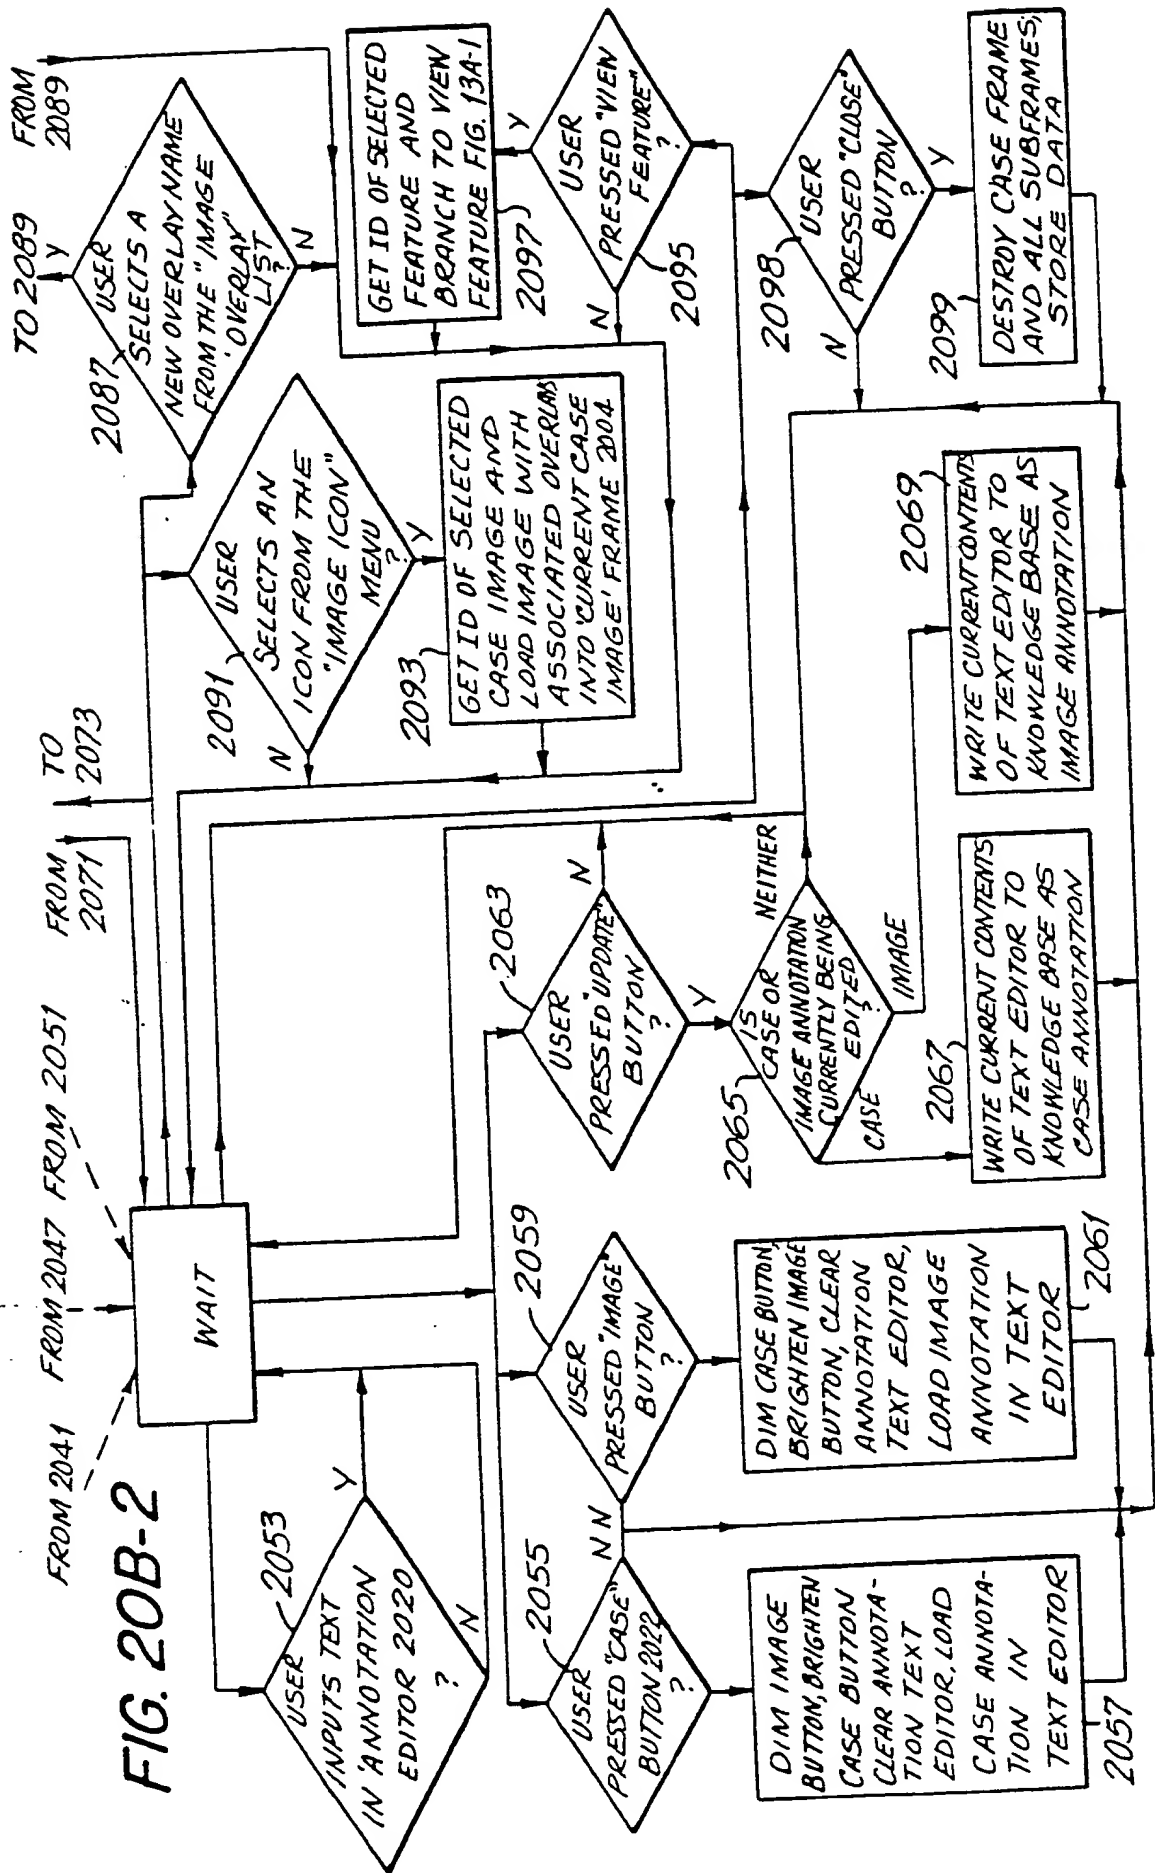 FIG. 20B-2
FROM 2041
FROM 2047
FROM 2051
FROM
2071
TO
2073
TO 2089
FROM
2089
WAIT
2053
USER
INPUTS TEXT
IN 'ANNOTATION
EDITOR 2020
?
Y
N
2055
USER
PRESSED "CASE"
BUTTON 2022
?
N
DIM IMAGE
BUTTON, BRIGHTEN
CASE BUTTON
CLEAR ANNOTA-
TION TEXT
EDITOR, LOAD
CASE ANNOTA-
TION IN
TEXT EDITOR
2057
2059
USER
PRESSED "IMAGE"
BUTTON
?
N
DIM CASE BUTTON,
BRIGHTEN IMAGE
BUTTON, CLEAR
ANNOTATION
TEXT EDITOR,
LOAD IMAGE
ANNOTATION
IN TEXT
EDITOR
2061
2063
USER
PRESSED "UPDATE"
BUTTON
?
N
Y
2065
IS
CASE OR
IMAGE ANNOTATION
CURRENTLY BEING
EDITED
?
NEITHER
CASE
IMAGE
2067
WRITE CURRENT CONTENTS
OF TEXT EDITOR TO
KNOWLEDGE BASE AS
CASE ANNOTATION
2069
WRITE CURRENT CONTENTS
OF TEXT EDITOR TO
KNOWLEDGE BASE AS
IMAGE ANNOTATION
2087
USER
SELECTS A
NEW OVERLAY NAME
FROM THE "IMAGE
OVERLAY"
LIST
?
Y
N
2091
USER
SELECTS AN
ICON FROM THE
"IMAGE ICON"
MENU
?
N
Y
2093
GET ID OF SELECTED
CASE IMAGE AND
LOAD IMAGE WITH
ASSOCIATED OVERLAYS
INTO 'CURRENT CASE
IMAGE' FRAME 2004
GET ID OF SELECTED
FEATURE AND
BRANCH TO VIEW
FEATURE FIG. 13A-1
2097
USER
PRESSED "VIEW
FEATURE"
?
Y
N
2095
2098
USER
PRESSED "CLOSE"
BUTTON
?
N
Y
2099
DESTROY CASE FRAME
AND ALL SUBFRAMES,
STORE DATA